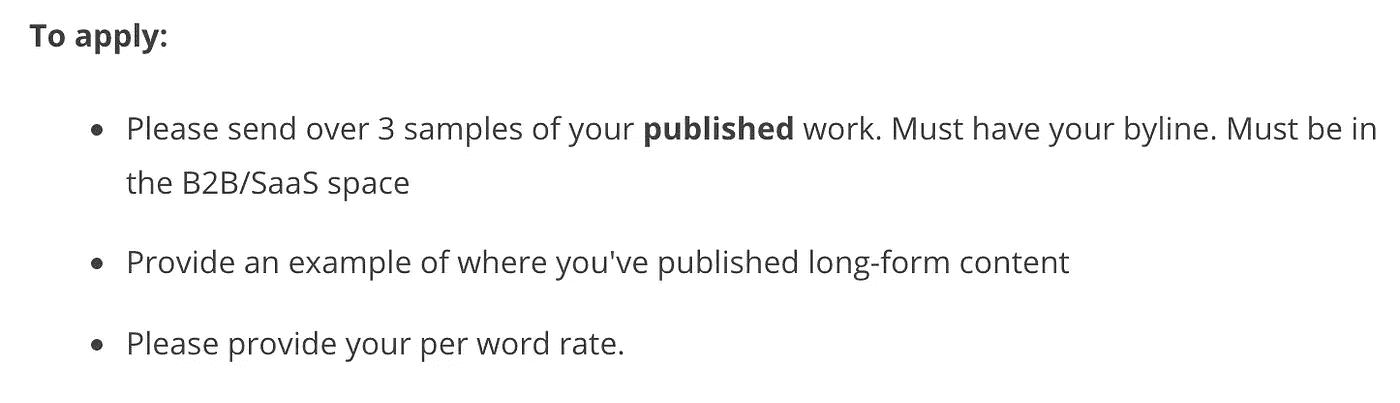 To apply:
Please send over 3 samples of your published work. Must have your byline. Must be in
the B2B/SaaS space
Provide an example of where you've published long-form content
Please provide your per word rate.